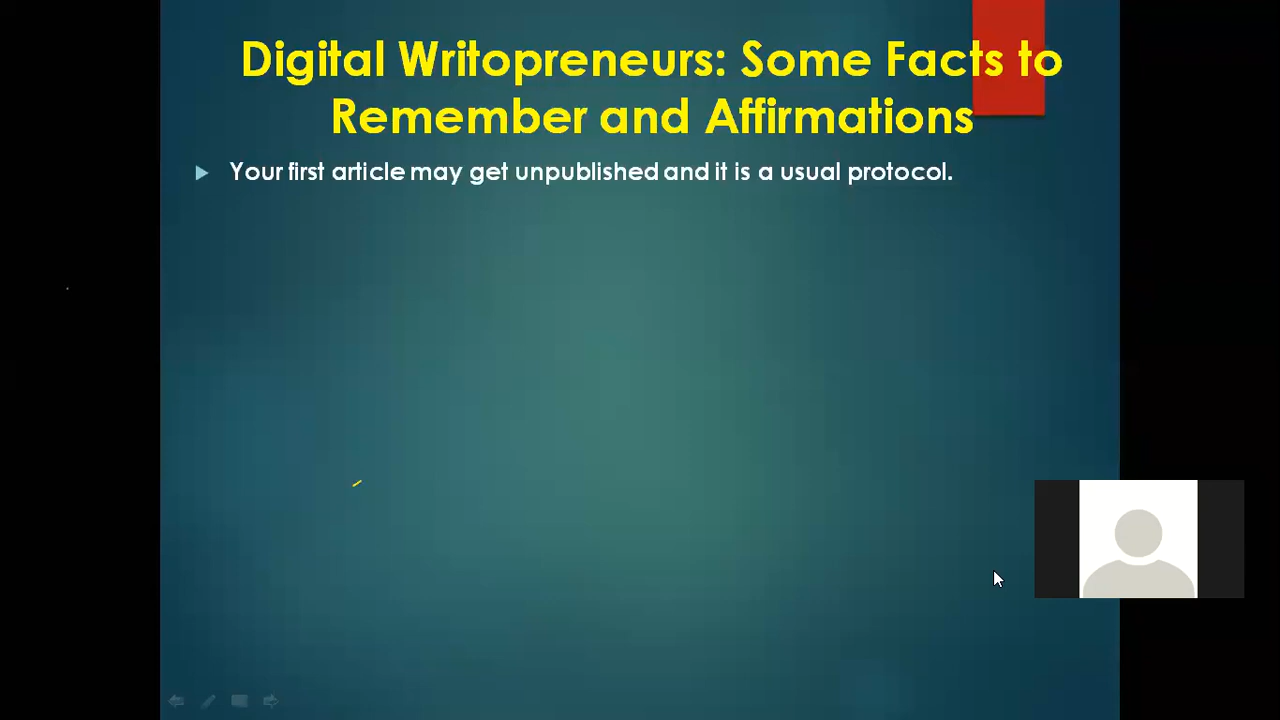 Digital Writopreneurs: Some Facts to
Remember and Affirmations
Your first article may get unpublished and it is a usual protocol.